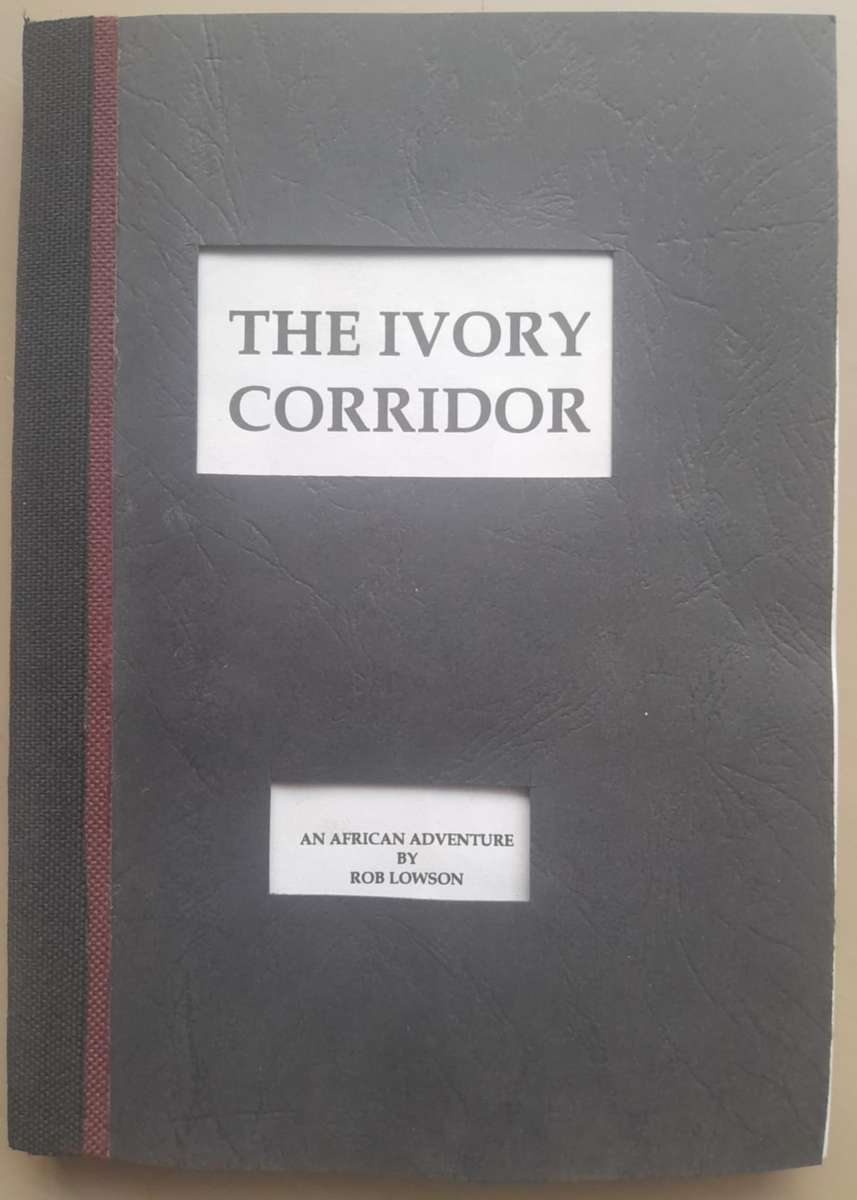 THE IVORY
CORRIDOR
AN AFRICAN ADVENTURE
BY
ROB LOWSON